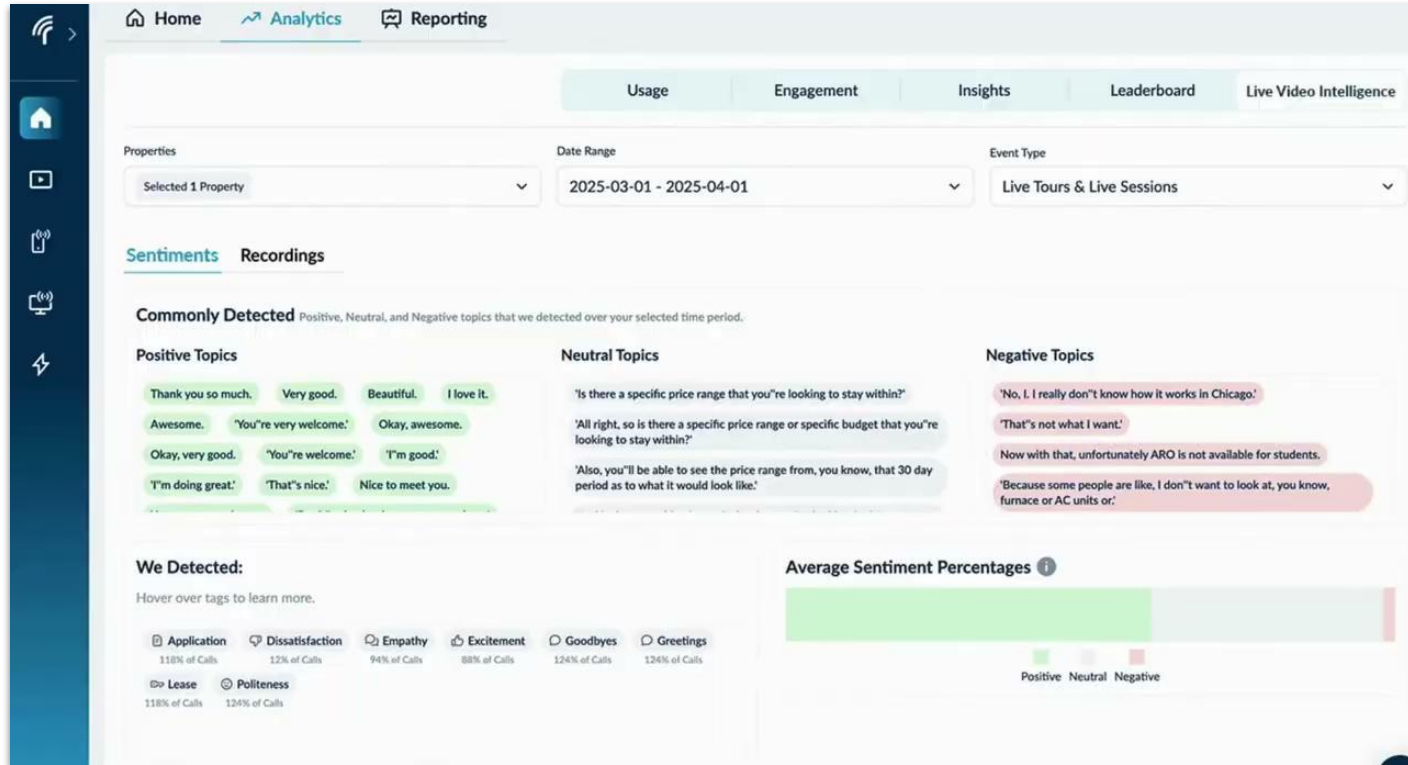 Home Analytics Reporting
Usage Engagement Insights Leaderboard Live Video Intelligence
Properties Date Range Event Type
Selected 1 Property 2025-03-01 - 2025-04-01 Live Tours & Live Sessions
Sentiments Recordings
Commonly Detected Positive, Neutral, and Negative topics that we detected over your selected time period.
Positive Topics
Thank you so much. Very good. Beautiful. I love it.
Awesome. 'You"re very welcome.' Okay, awesome.
Okay, very good. 'You"re welcome.' 'I"m good.'
'I"m doing great.' 'That"s nice.' Nice to meet you.
Neutral Topics
'Is there a specific price range that you"re looking to stay within?'
'All right, so is there a specific price range or specific budget that you"re
looking to stay within?'
'Also, you"ll be able to see the price range from, you know, that 30 day
period as to what it would look like.'
Negative Topics
'No, I. I really don"t know how it works in Chicago.'
'That"s not what I want.'
Now with that, unfortunately ARO is not available for students.
'Because some people are like, I don"t want to look at, you know,
furnace or AC units or.'
We Detected:
Hover over tags to learn more.
Application Dissatisfaction Empathy Excitement Goodbyes Greetings
118% of Calls 12% of Calls 94% of Calls 88% of Calls 124% of Calls 124% of Calls
Lease Politeness
118% of Calls 124% of Calls
Average Sentiment Percentages
Positive Neutral Negative